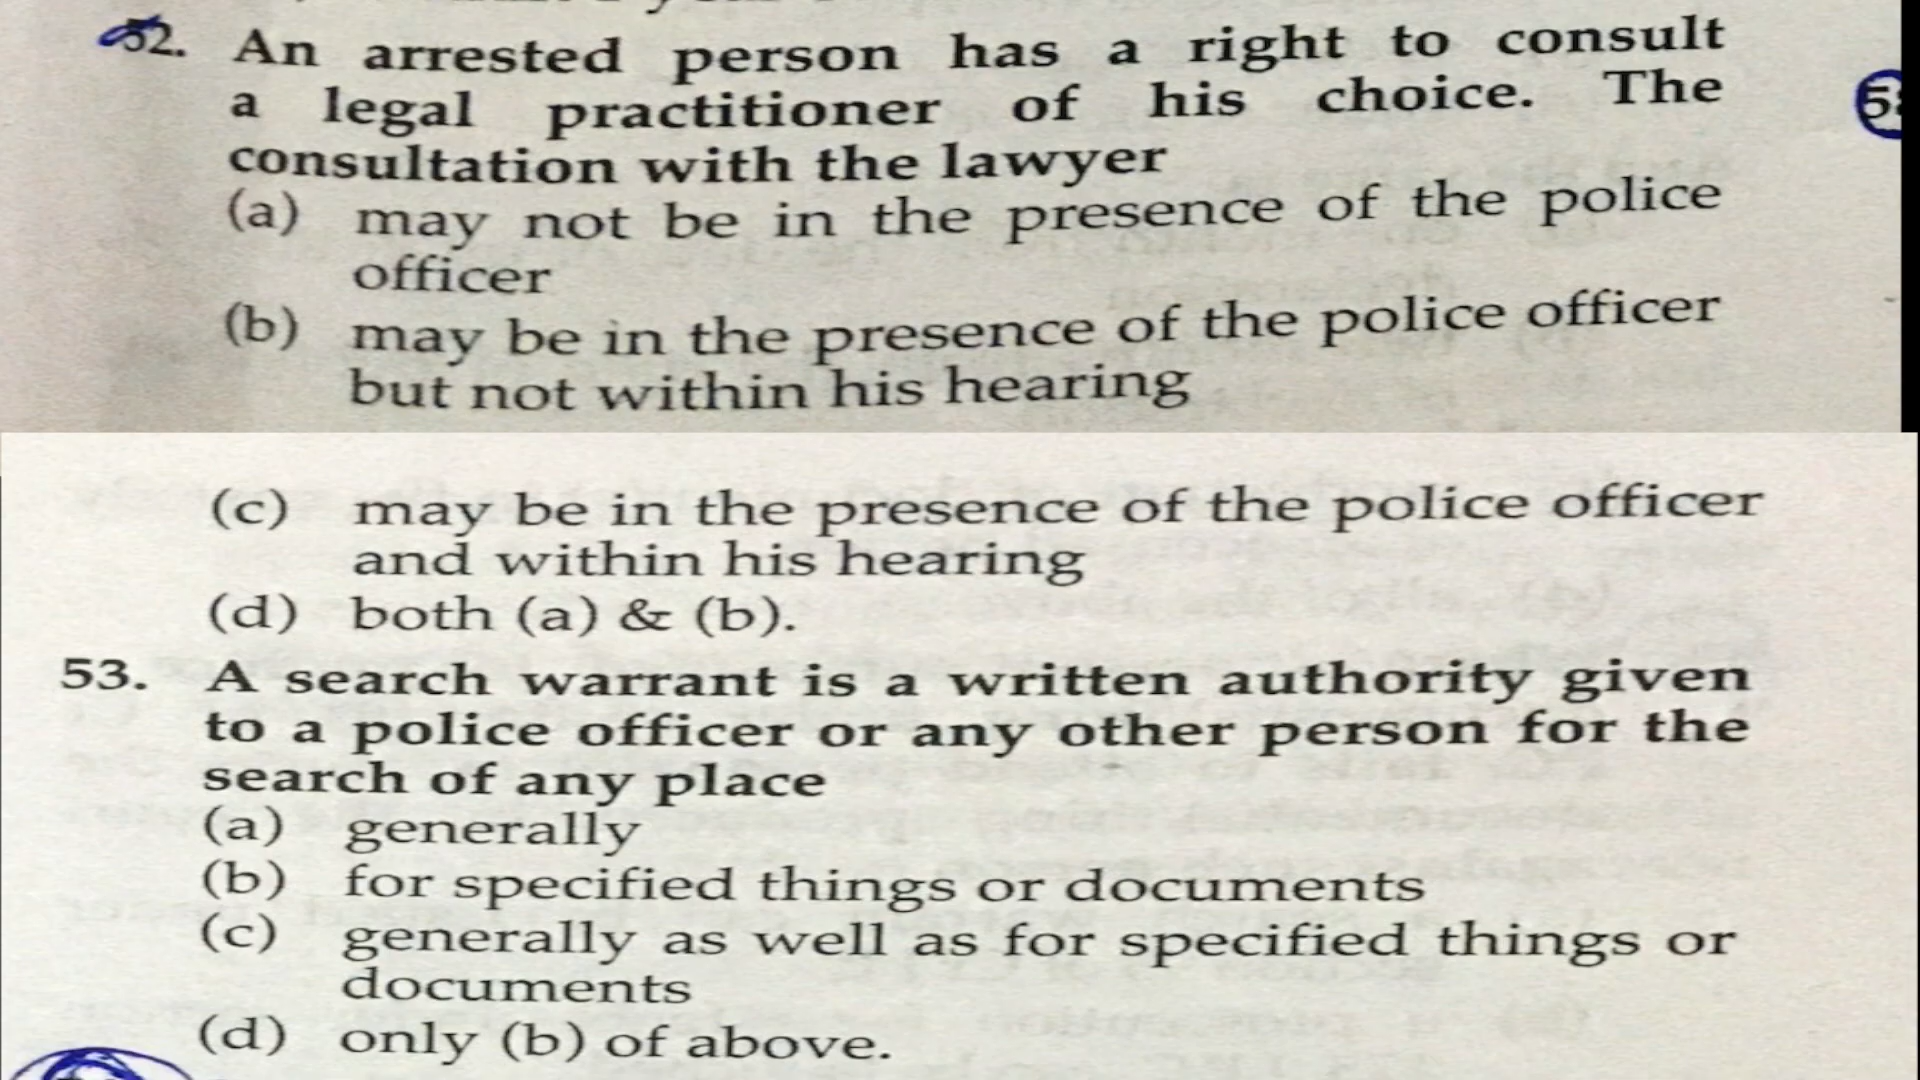 52. An arrested person has a right to consult
a legal practitioner of his choice. The
consultation with the lawyer
(a) may not be in the presence of the police
officer
(b) may be in the presence of the police officer
but not within his hearing
(c) may be in the presence of the police officer
and within his hearing
(d) both (a) & (b).
53. A search warrant is a written authority given
to a police officer or any other person for the
search of any place
(a) generally
(b) for specified things or documents
(c) generally as well as for specified things or
documents
(d) only (b) of above.